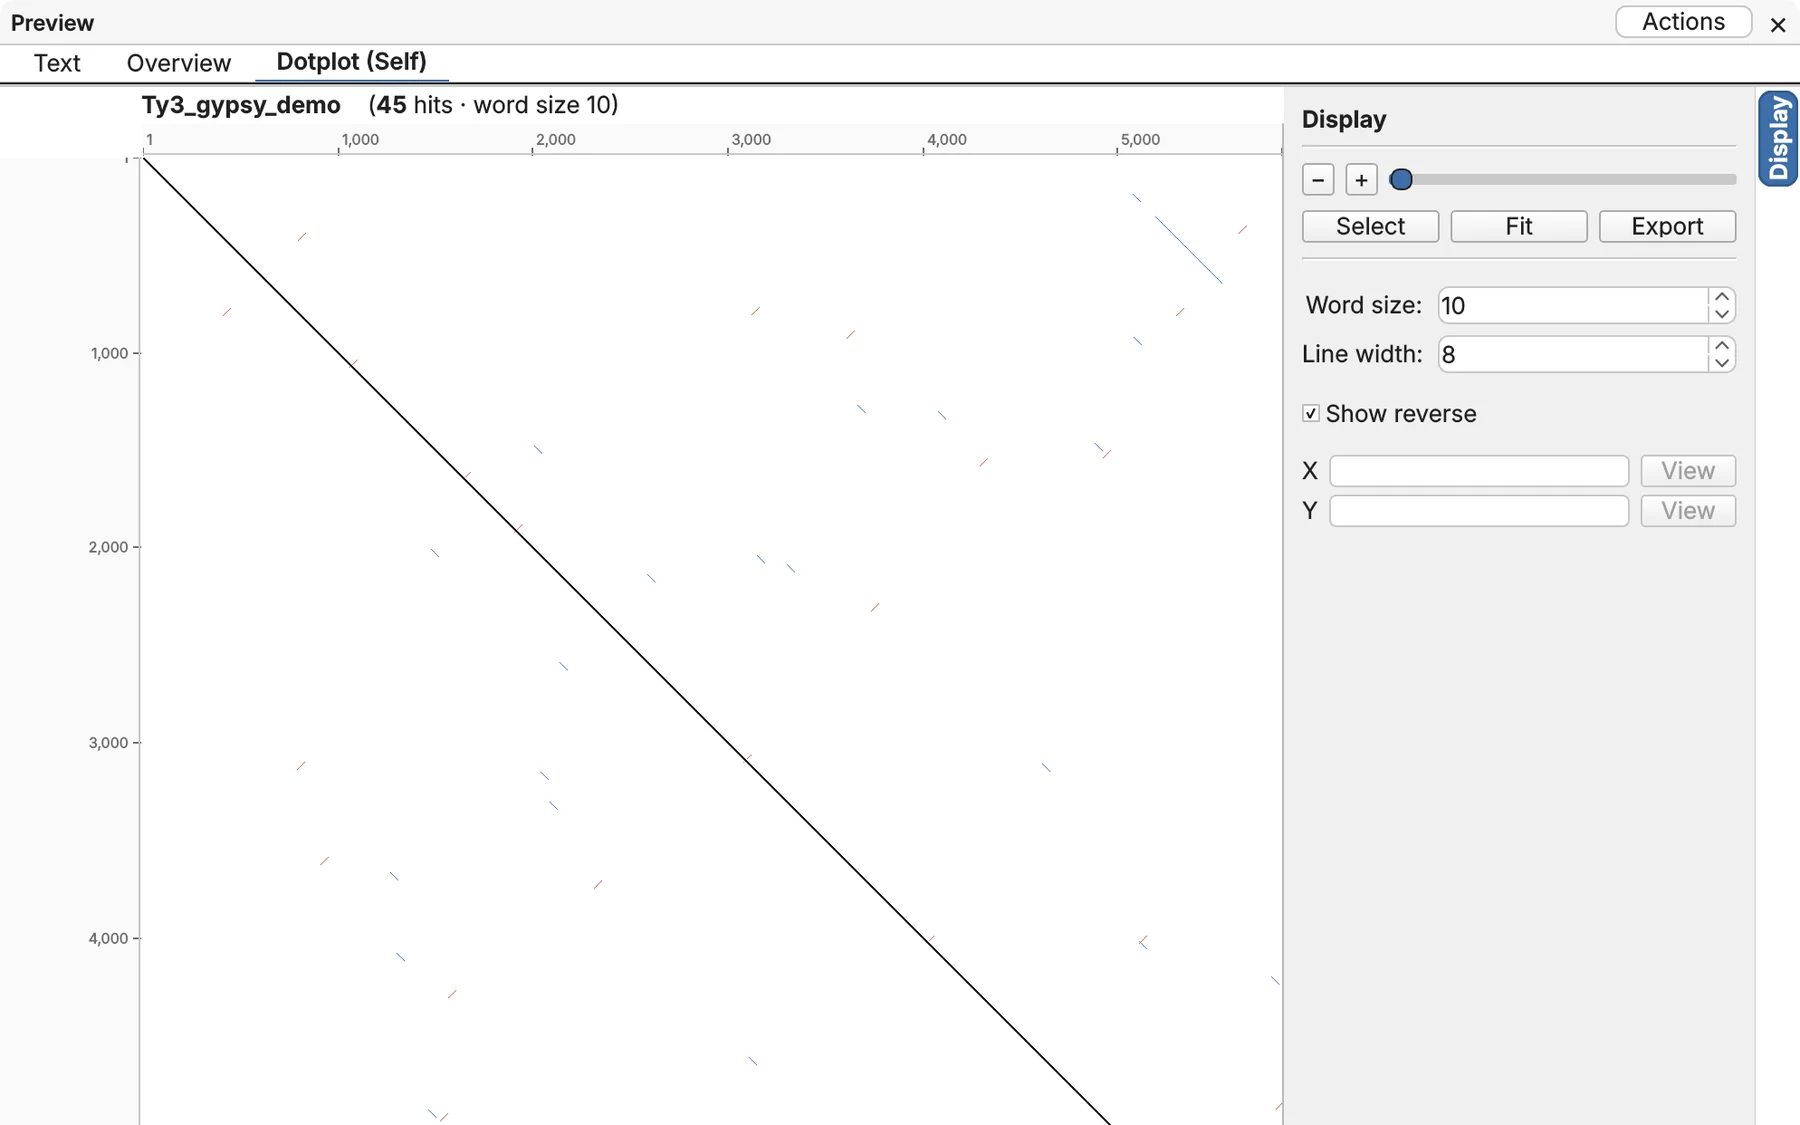 Preview
Actions
Text Overview Dotplot (Self)
Ty3_gypsy_demo (45 hits · word size 10)
1 1,000 2,000 3,000 4,000 5,000
1,000
2,000
3,000
4,000
Display
Display
− +
Select Fit Export
Word size: 10
Line width: 8
Show reverse
X View
Y View